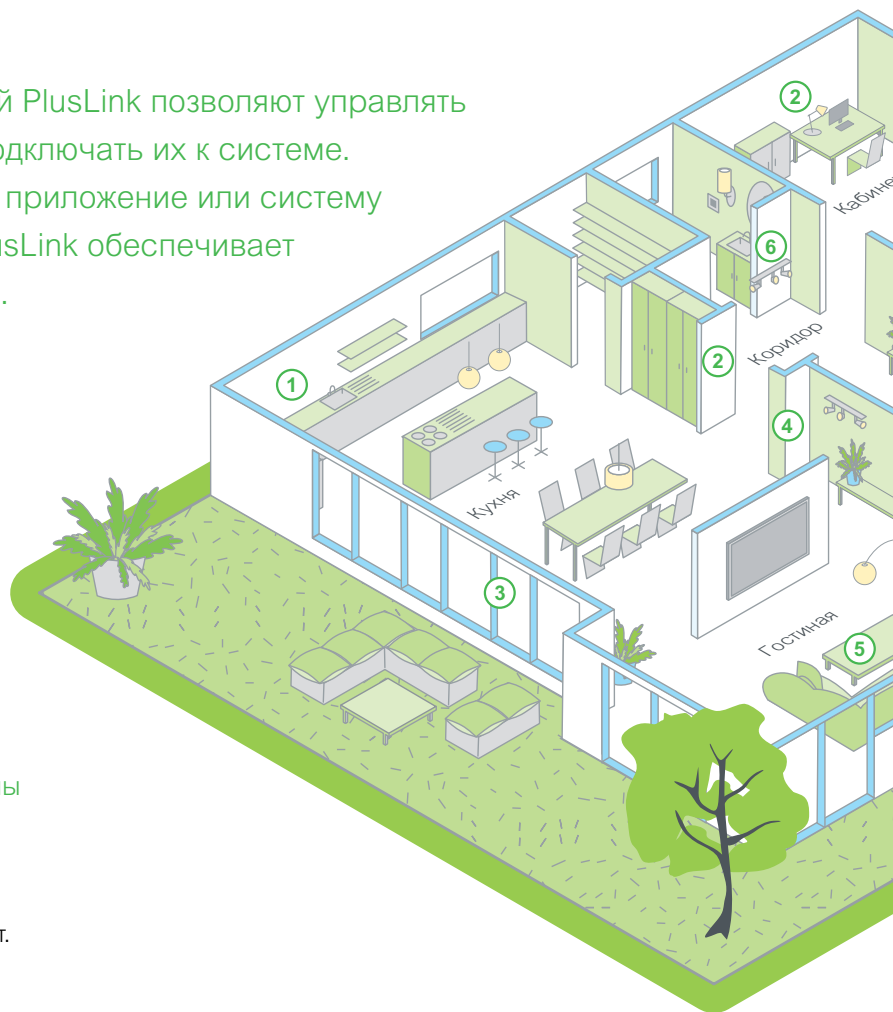 й PlusLink позволяют управлять
одключать их к системе.
приложение или систему
usLink обеспечивает
.
2
Кабинет
6
Коридор
2
1
4
Кухня
3
Гостиная
5
ны
т.